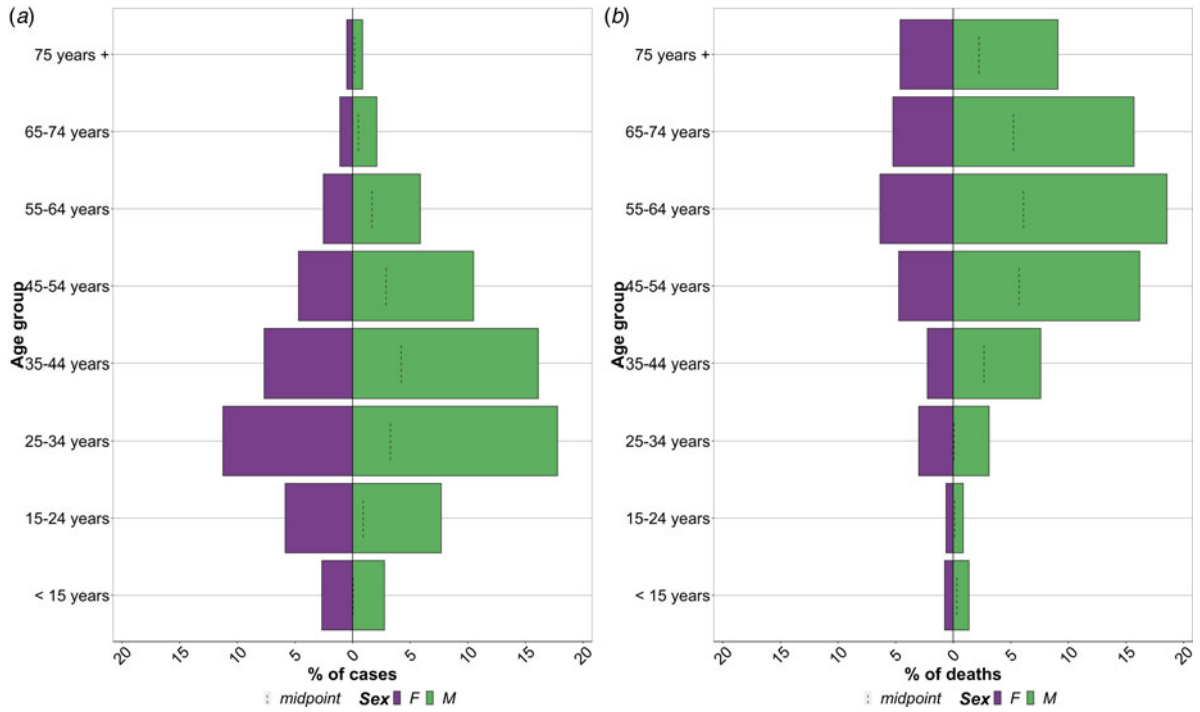 (a)
75 years +
65-74 years
55-64 years
45-54 years
35-44 years
25-34 years
15-24 years
< 15 years
Age group
20 15 10 5 0 5 10 15 20
% of cases
midpoint Sex F M
(b)
75 years +
65-74 years
55-64 years
45-54 years
35-44 years
25-34 years
15-24 years
< 15 years
Age group
20 15 10 5 0 5 10 15 20
% of deaths
midpoint Sex F M